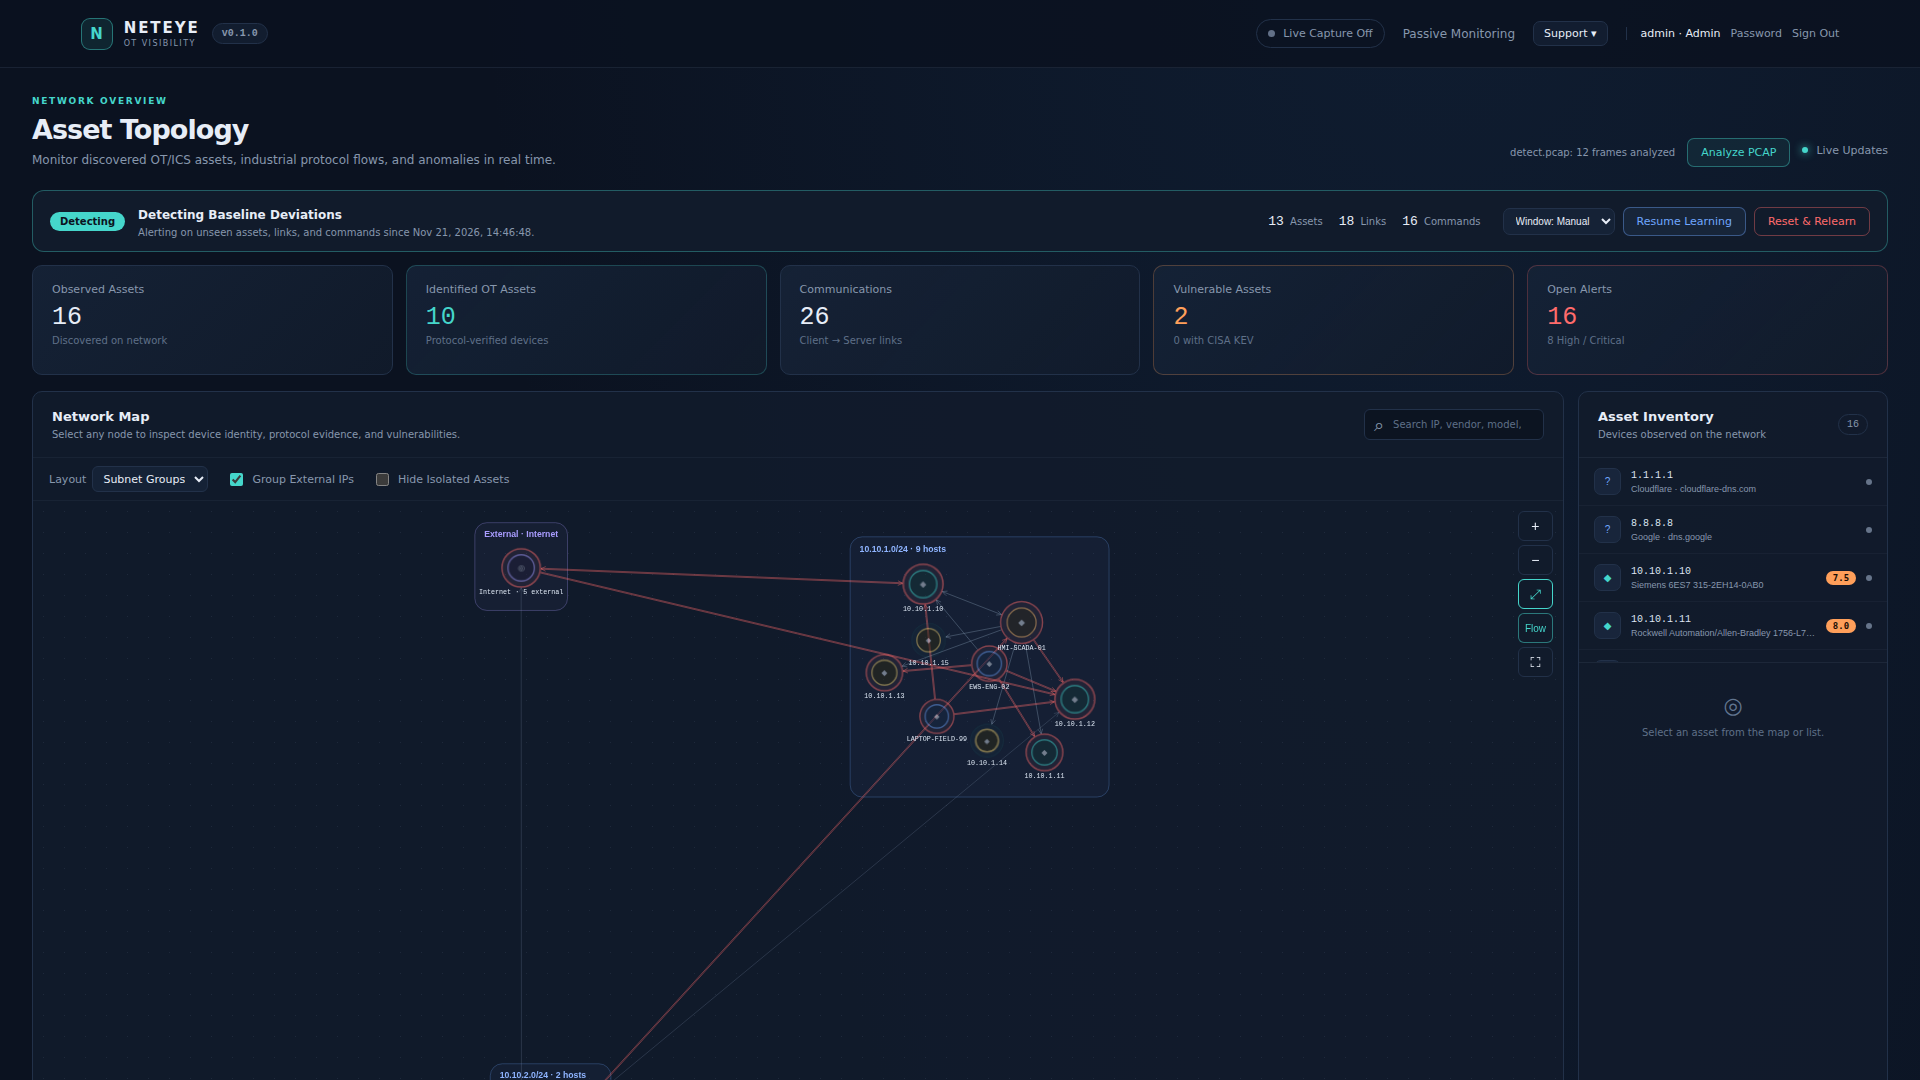 N
NETEYE
OT VISIBILITY
v0.1.0
Live Capture Off
Passive Monitoring
Support ▾
admin · Admin
Password
Sign Out
NETWORK OVERVIEW
Asset Topology
Monitor discovered OT/ICS assets, industrial protocol flows, and anomalies in real time.
detect.pcap: 12 frames analyzed
Analyze PCAP
Live Updates
Detecting
Detecting Baseline Deviations
Alerting on unseen assets, links, and commands since Nov 21, 2026, 14:46:48.
13 Assets
18 Links
16 Commands
Window: Manual
Resume Learning
Reset & Relearn
Observed Assets
16
Discovered on network
Identified OT Assets
10
Protocol-verified devices
Communications
26
Client → Server links
Vulnerable Assets
2
0 with CISA KEV
Open Alerts
16
8 High / Critical
Network Map
Select any node to inspect device identity, protocol evidence, and vulnerabilities.
Search IP, vendor, model,
Layout
Subnet Groups
Group External IPs
Hide Isolated Assets
+
−
Flow
External · Internet
Internet · 5 external
10.10.1.0/24 · 9 hosts
10.10.1.10
HMI-SCADA-01
10.10.1.15
EWS-ENG-02
10.10.1.13
10.10.1.12
LAPTOP-FIELD-99
10.10.1.14
10.10.1.11
10.10.2.0/24 · 2 hosts
Asset Inventory
Devices observed on the network
16
?
1.1.1.1
Cloudflare · cloudflare-dns.com
?
8.8.8.8
Google · dns.google
10.10.1.10
Siemens 6ES7 315-2EH14-0AB0
7.5
10.10.1.11
Rockwell Automation/Allen-Bradley 1756-L7…
8.0
Select an asset from the map or list.